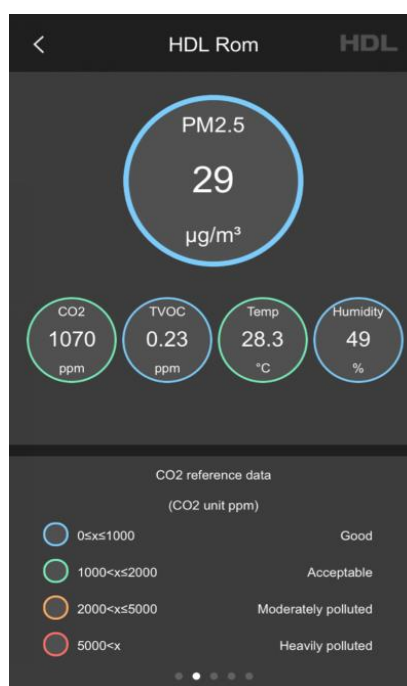 HDL Rom HDL
PM2.5
29
µg/m³
CO2 TVOC Temp Humidity
1070 0.23 28.3 49
ppm ppm °C %
CO2 reference data
(CO2 unit ppm)
0≤x≤1000 Good
1000<x≤2000 Acceptable
2000<x≤5000 Moderately polluted
5000<x Heavily polluted